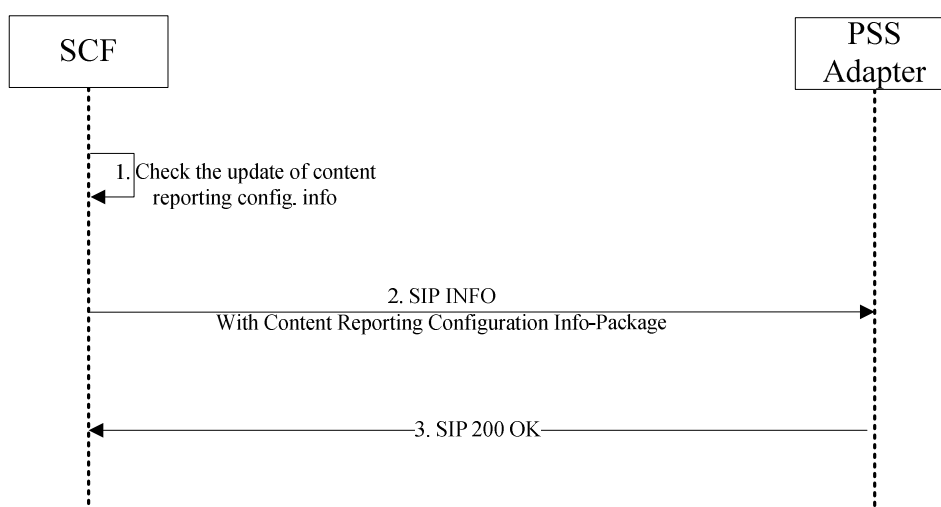 SCF
PSS
Adapter
1. Check the update of content
reporting config. info
2. SIP INFO
With Content Reporting Configuration Info-Package
3. SIP 200 OK